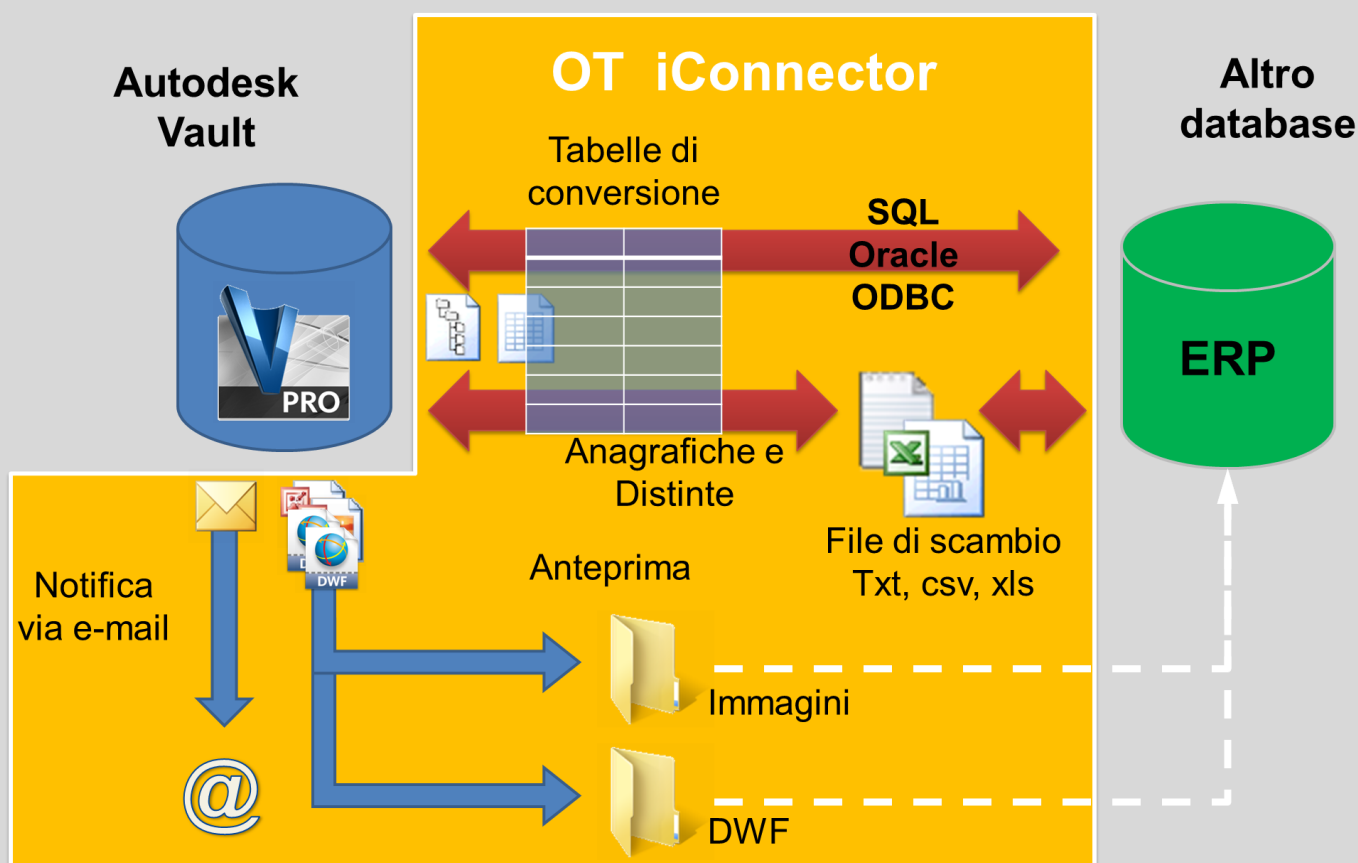 OT iConnector
Autodesk
Vault
Altro
database
Tabelle di
conversione
SQL
Oracle
ODBC
PRO
ERP
Anagrafiche e
Distinte
File di scambio
Txt, csv, xls
DWF
Anteprima
Notifica
via e-mail
Immagini
@
DWF